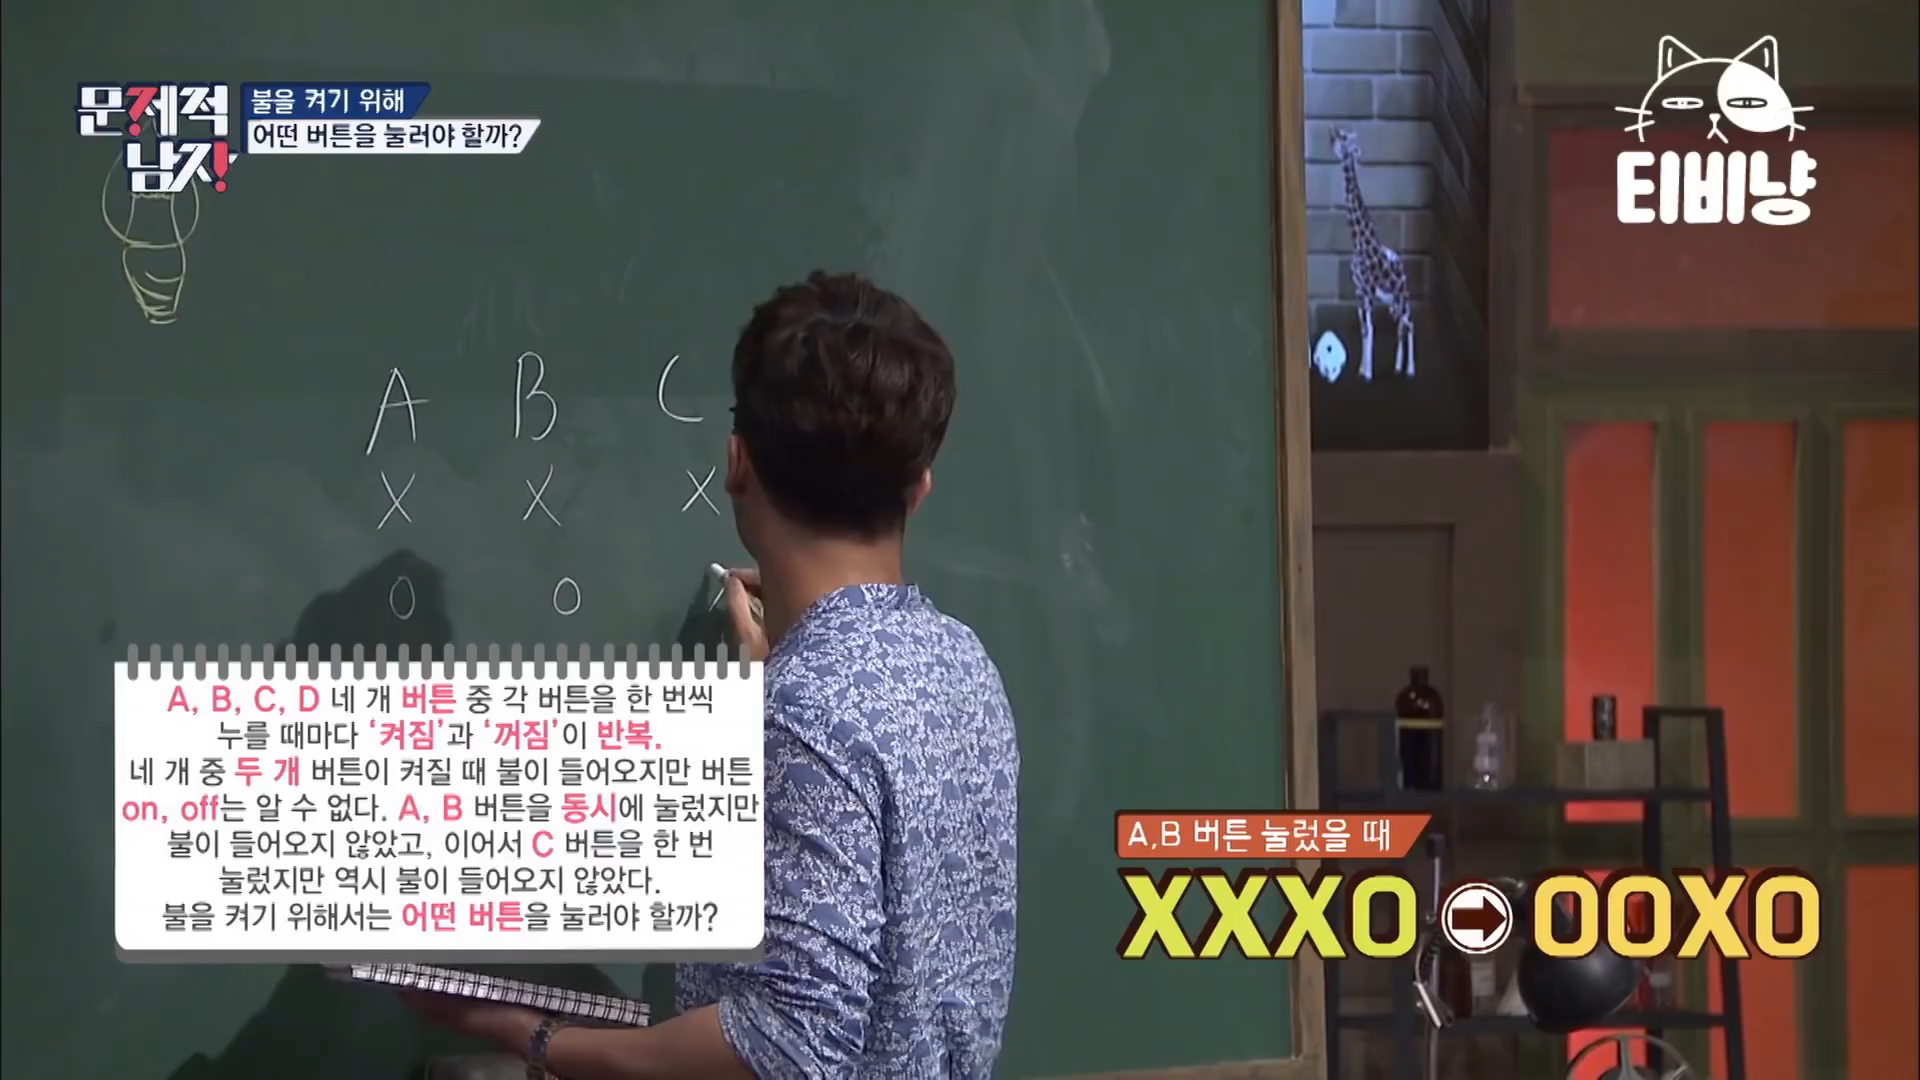 문제적
남자!
불을 켜기 위해
어떤 버튼을 눌러야 할까?
티비냥
A B C
X X X
O O
A, B, C, D 네 개 버튼 중 각 버튼을 한 번씩
누를 때마다 ‘켜짐’과 ‘꺼짐’이 반복.
네 개 중 두 개 버튼이 켜질 때 불이 들어오지만 버튼
on, off는 알 수 없다. A, B 버튼을 동시에 눌렀지만
불이 들어오지 않았고, 이어서 C 버튼을 한 번
눌렀지만 역시 불이 들어오지 않았다.
불을 켜기 위해서는 어떤 버튼을 눌러야 할까?
A,B 버튼 눌렀을 때
XXXO ➡ OOXO